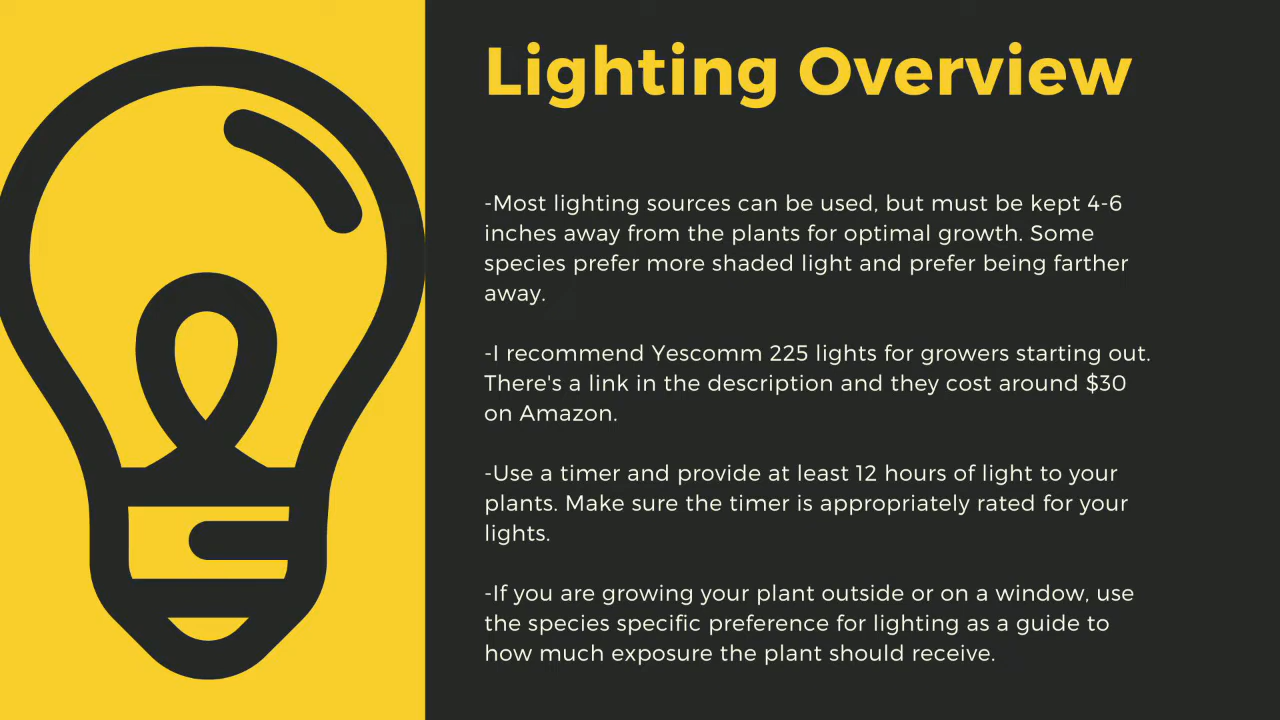 Lighting Overview
-Most lighting sources can be used, but must be kept 4-6
inches away from the plants for optimal growth. Some
species prefer more shaded light and prefer being farther
away.
-I recommend Yescomm 225 lights for growers starting out.
There's a link in the description and they cost around $30
on Amazon.
-Use a timer and provide at least 12 hours of light to your
plants. Make sure the timer is appropriately rated for your
lights.
-If you are growing your plant outside or on a window, use
the species specific preference for lighting as a guide to
how much exposure the plant should receive.